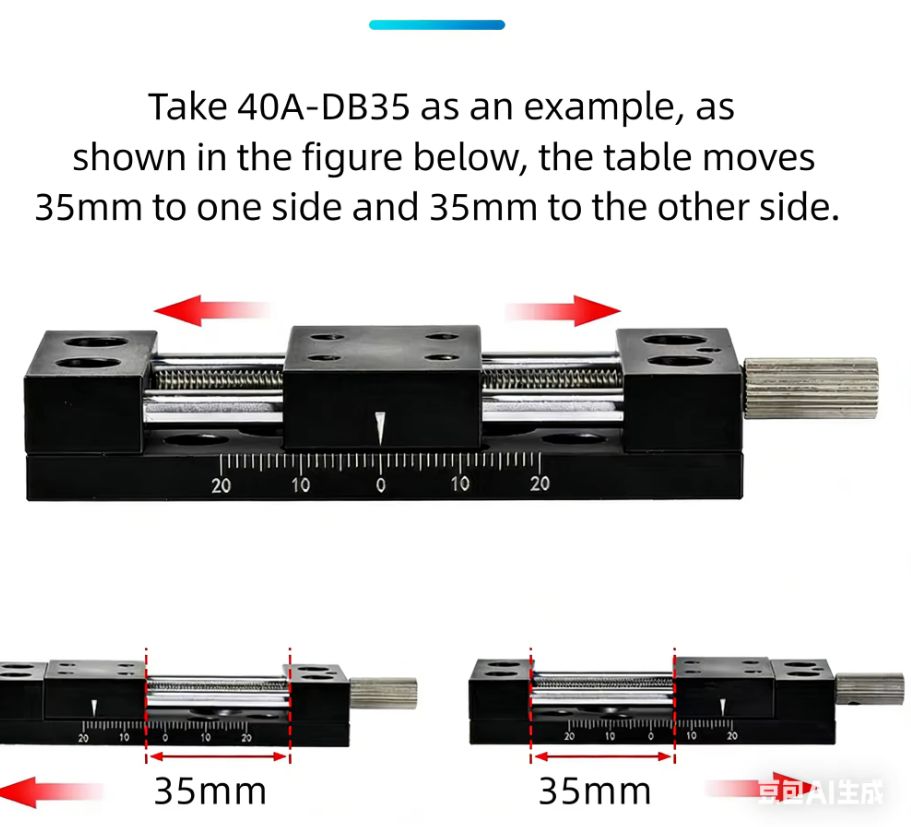 Take 40A-DB35 as an example, as
shown in the figure below, the table moves
35mm to one side and 35mm to the other side.
20 10 0 10 20
20 10 0 10 20
20 10 0 10 20
35mm
35mm
豆包AI生成